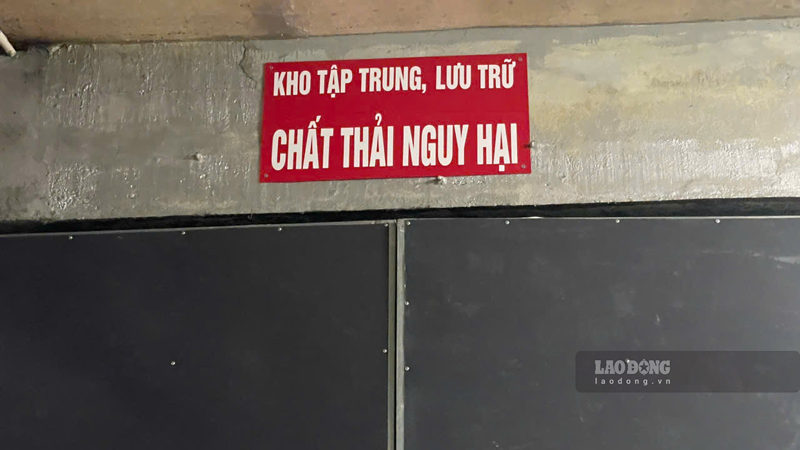 KHO TẬP TRUNG, LƯU TRỮ
CHẤT THẢI NGUY HẠI
LAO ĐỘNG
laodong.vn